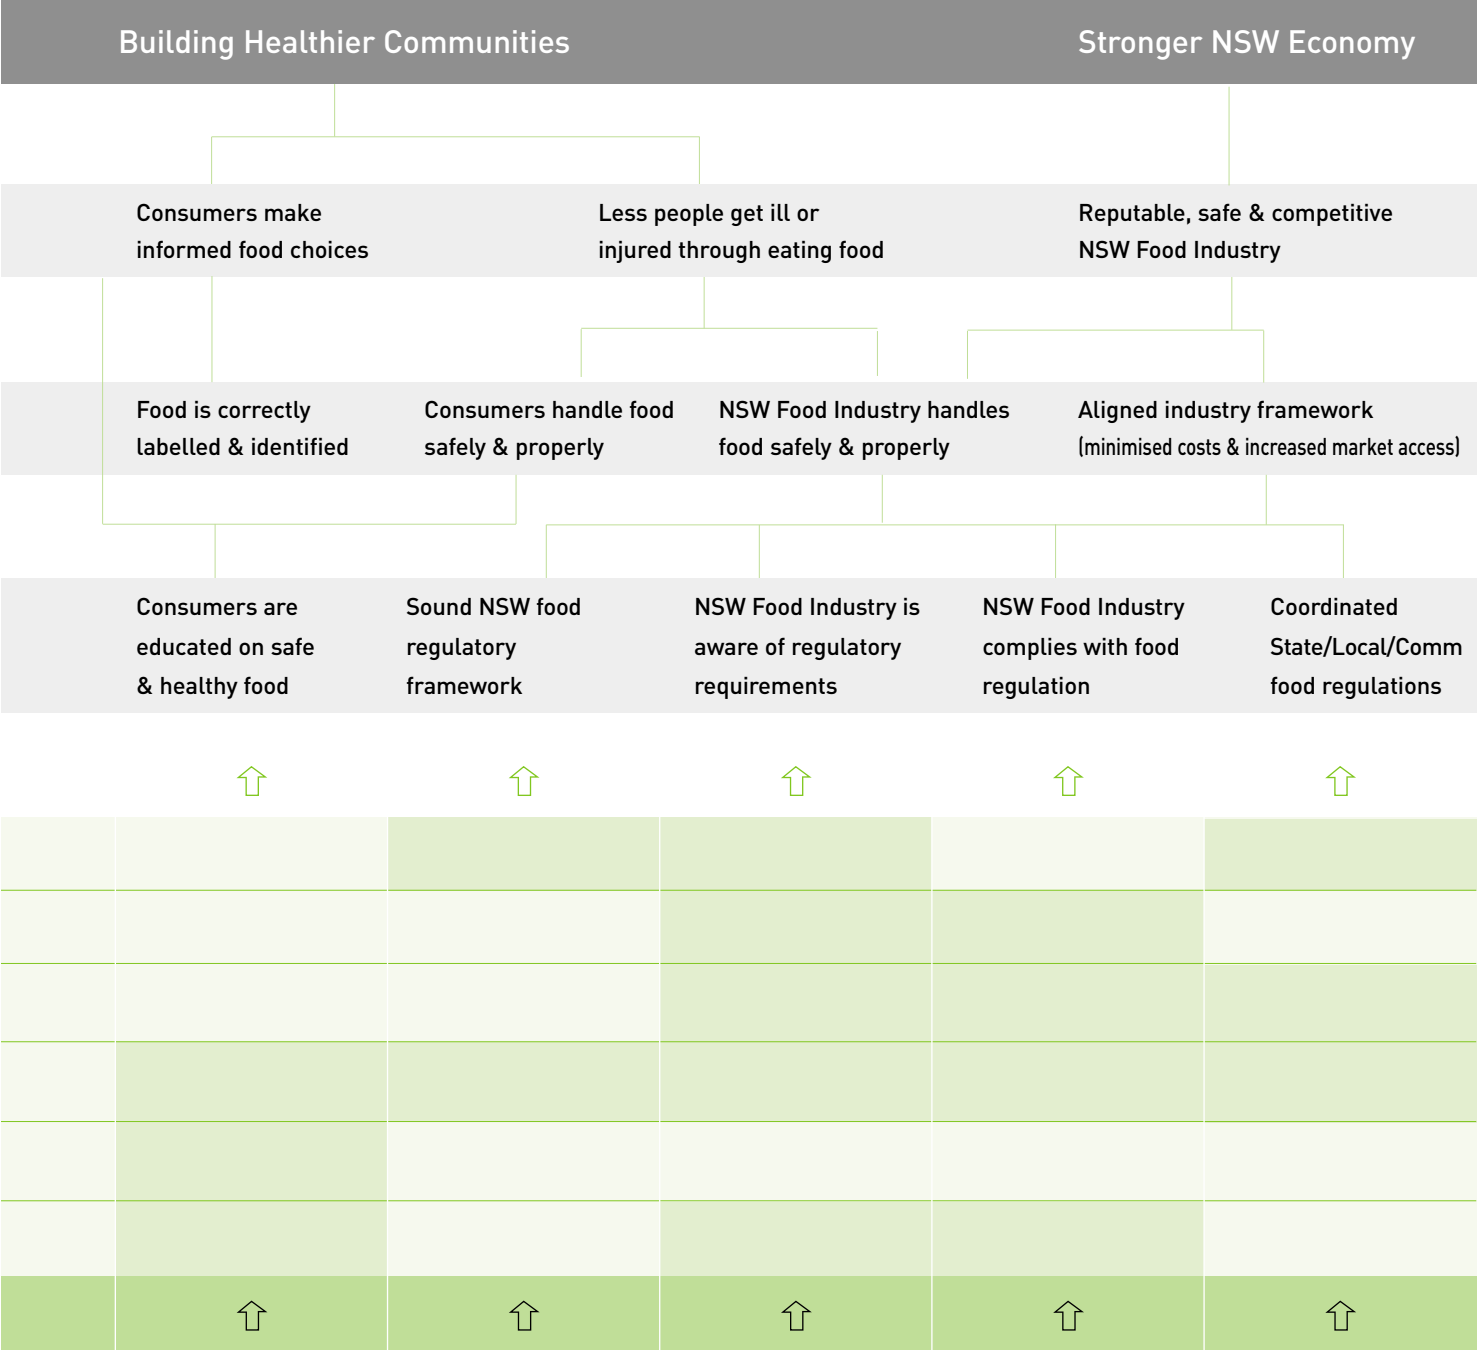 Building Healthier Communities
Stronger NSW Economy
Consumers make
informed food choices
Less people get ill or
injured through eating food
Reputable, safe & competitive
NSW Food Industry
Food is correctly
labelled & identified
Consumers handle food
safely & properly
NSW Food Industry handles
food safely & properly
Aligned industry framework
(minimised costs & increased market access)
Consumers are
educated on safe
& healthy food
Sound NSW food
regulatory
framework
NSW Food Industry is
aware of regulatory
requirements
NSW Food Industry
complies with food
regulation
Coordinated
State/Local/Comm
food regulations